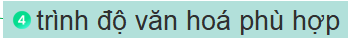 4 trình độ văn hoá phù hợp